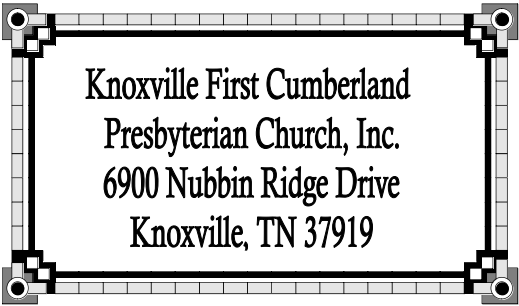 Knoxville First Cumberland
Presbyterian Church, Inc.
6900 Nubbin Ridge Drive
Knoxville, TN 37919